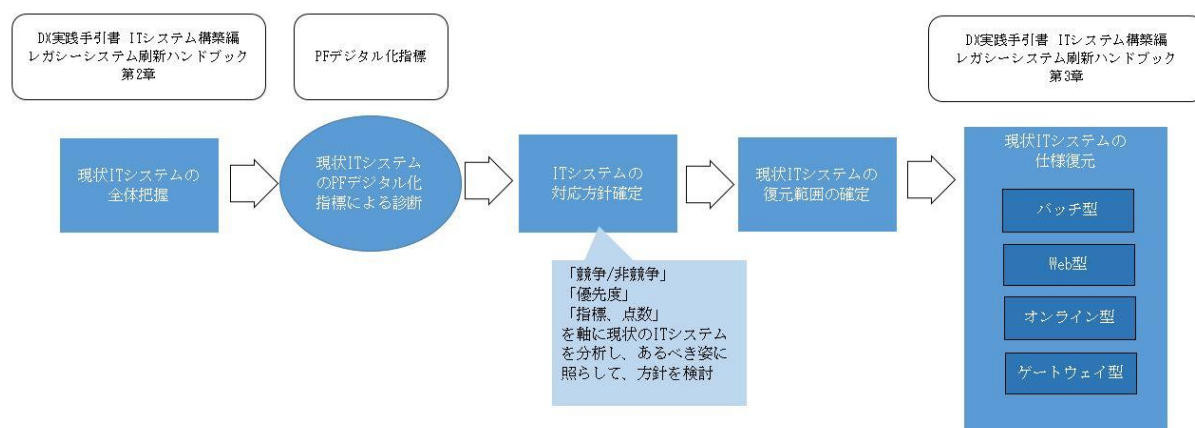 DX実践手引書 ITシステム構築編
レガシーシステム刷新ハンドブック
第2章
PFデジタル化指標
DX実践手引書 ITシステム構築編
レガシーシステム刷新ハンドブック
第3章
現状ITシステムの
全体把握
現状ITシステム
のPFデジタル化
指標による診断
ITシステムの
対応方針確定
現状ITシステムの
復元範囲の確定
現状ITシステムの
仕様復元
バッチ型
Web型
オンライン型
ゲートウェイ型
「競争/非競争」
「優先度」
「指標、点数」
を軸に現状のITシステム
を分析し、あるべき姿に
照らして、方針を検討